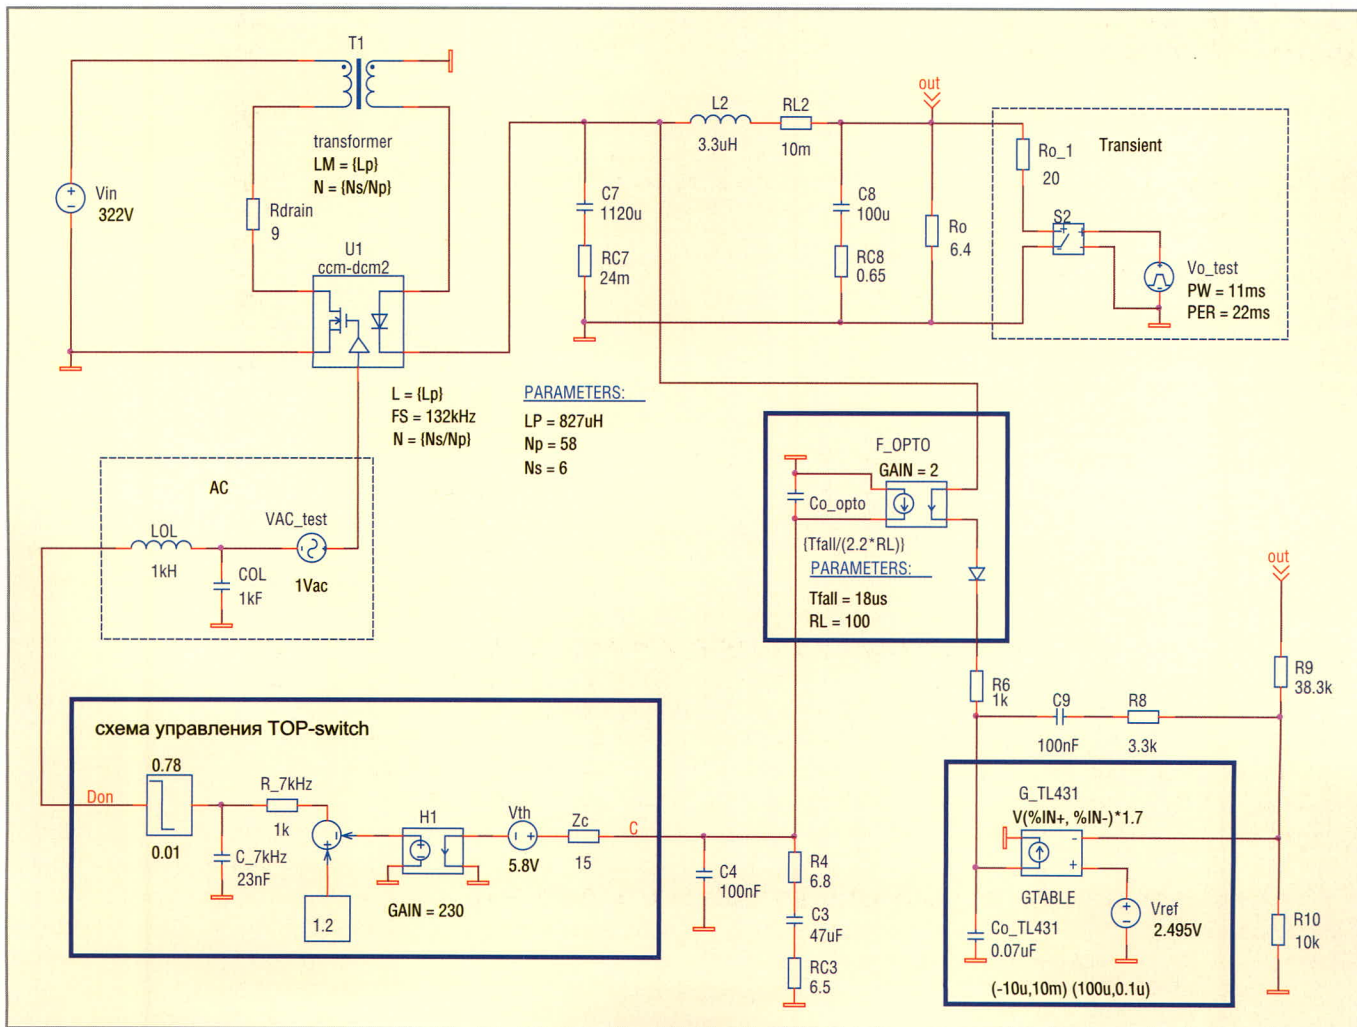 T1
transformer
LM = {Lp}
N = {Ns/Np}
Vin
322V
Rdrain
9
U1
ccm-dcm2
L = {Lp}
FS = 132kHz
N = {Ns/Np}
PARAMETERS:
LP = 827uH
Np = 58
Ns = 6
C7
1120u
RC7
24m
L2
3.3uH
RL2
10m
out
C8
100u
RC8
0.65
Ro
6.4
Ro_1
20
Transient
S2
Vo_test
PW = 11ms
PER = 22ms
AC
LOL
1kH
COL
1kF
VAC_test
1Vac
F_OPTO
GAIN = 2
Co_opto
{Tfall/(2.2*RL)}
PARAMETERS:
Tfall = 18us
RL = 100
R6
1k
C9
100nF
R8
3.3k
out
R9
38.3k
схема управления TOP-switch
Don
0.78
0.01
R_7kHz
1k
C_7kHz
23nF
1.2
H1
GAIN = 230
Vth
5.8V
Zc
15
C
C4
100nF
R4
6.8
C3
47uF
RC3
6.5
G_TL431
V(%IN+, %IN-)*1.7
GTABLE
Co_TL431
0.07uF
Vref
2.495V
(-10u,10m) (100u,0.1u)
R10
10k